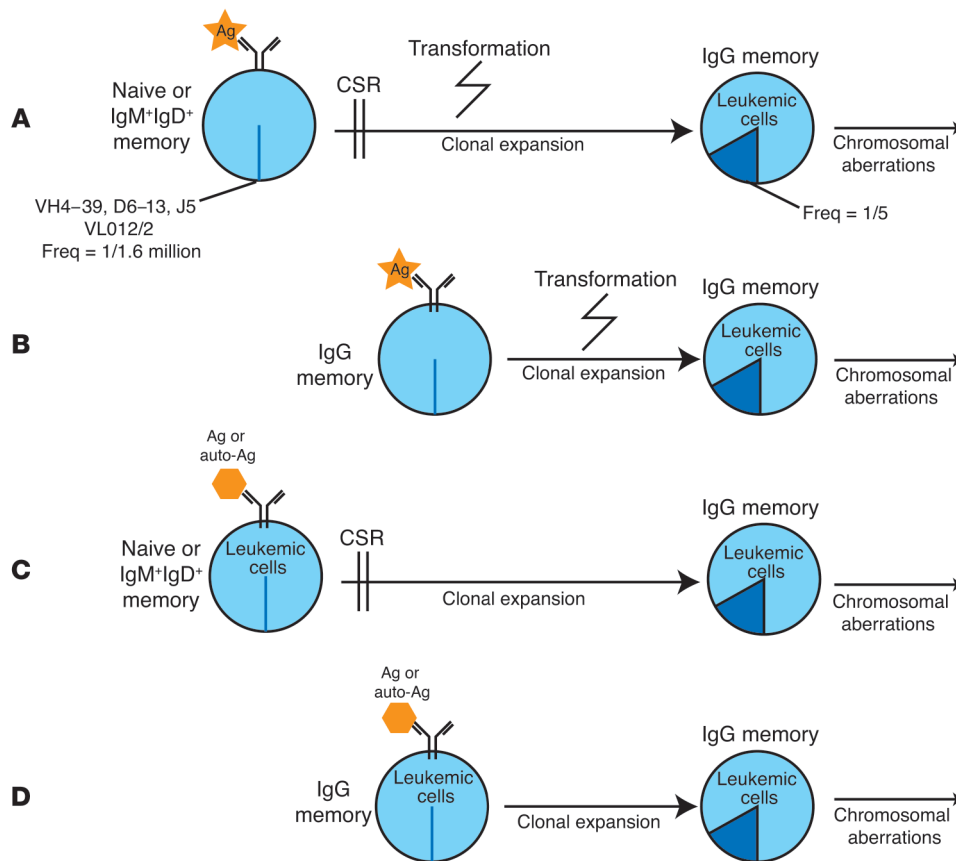 Ag
Naive or
IgM⁺IgD⁺
memory
CSR
Transformation
Clonal expansion
IgG memory
Leukemic
cells
Chromosomal
aberrations
A
VH4–39, D6–13, J5
VL012/2
Freq = 1/1.6 million
Freq = 1/5
B
Ag
IgG
memory
Transformation
Clonal expansion
IgG memory
Leukemic
cells
Chromosomal
aberrations
C
Ag or
auto-Ag
Naive or
IgM⁺IgD⁺
memory
Leukemic
cells
CSR
Clonal expansion
IgG memory
Leukemic
cells
Chromosomal
aberrations
D
Ag or
auto-Ag
IgG
memory
Leukemic
cells
Clonal expansion
IgG memory
Leukemic
cells
Chromosomal
aberrations